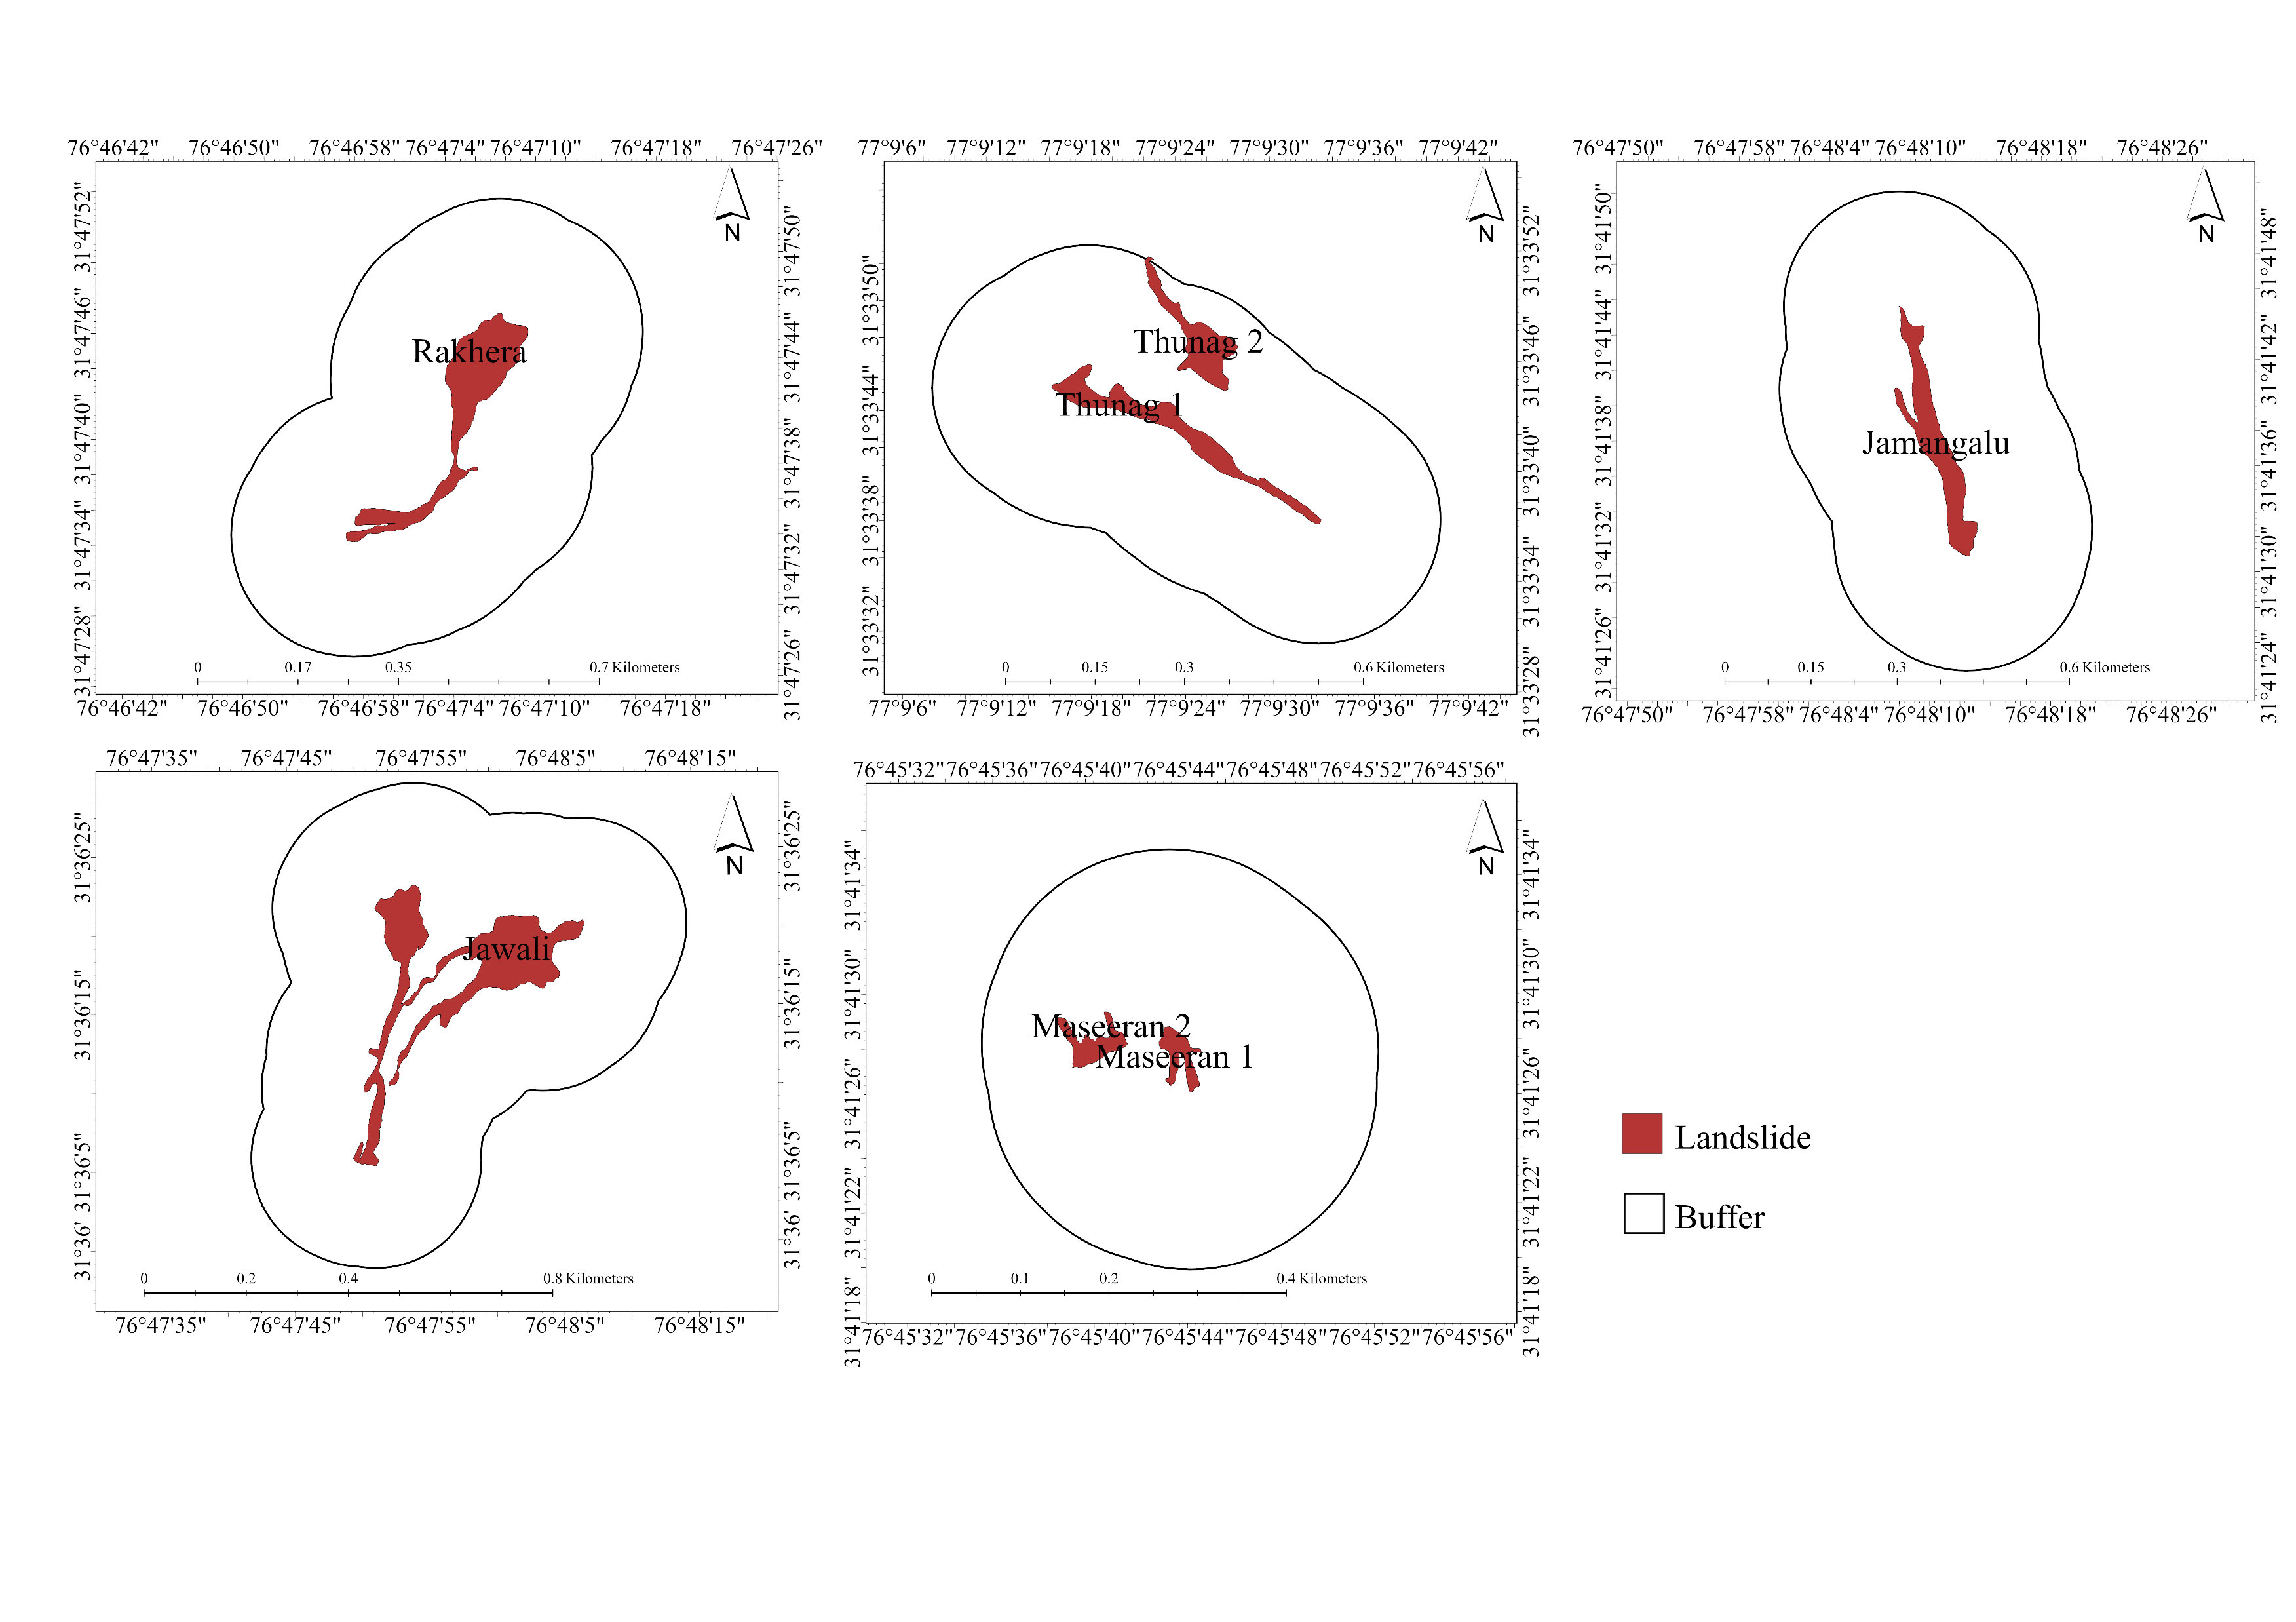 76°46'42" 76°46'50" 76°46'58" 76°47'4" 76°47'10" 76°47'18" 76°47'26"
31°47'52" 31°47'46" 31°47'40" 31°47'34" 31°47'28"
31°47'50" 31°47'44" 31°47'38" 31°47'32" 31°47'26"
N
Rakhera
0 0.17 0.35 0.7 Kilometers
76°46'42" 76°46'50" 76°46'58" 76°47'4" 76°47'10" 76°47'18"
77°9'6" 77°9'12" 77°9'18" 77°9'24" 77°9'30" 77°9'36" 77°9'42"
31°33'50" 31°33'44" 31°33'38" 31°33'32"
31°33'52" 31°33'46" 31°33'40" 31°33'34" 31°33'28"
N
Thunag 2
Thunag 1
0 0.15 0.3 0.6 Kilometers
77°9'6" 77°9'12" 77°9'18" 77°9'24" 77°9'30" 77°9'36" 77°9'42"
76°47'50" 76°47'58" 76°48'4" 76°48'10" 76°48'18" 76°48'26"
31°41'50" 31°41'44" 31°41'38" 31°41'32" 31°41'26"
31°41'48" 31°41'42" 31°41'36" 31°41'30" 31°41'24"
N
Jamangalu
0 0.15 0.3 0.6 Kilometers
76°47'50" 76°47'58" 76°48'4" 76°48'10" 76°48'18" 76°48'26"
76°47'35" 76°47'45" 76°47'55" 76°48'5" 76°48'15"
31°36'25" 31°36'15" 31°36'5" 31°36'
31°36'25" 31°36'15" 31°36'5" 31°36'
N
Jawali
0 0.2 0.4 0.8 Kilometers
76°47'35" 76°47'45" 76°47'55" 76°48'5" 76°48'15"
76°45'32" 76°45'36" 76°45'40" 76°45'44" 76°45'48" 76°45'52" 76°45'56"
31°41'34" 31°41'30" 31°41'26" 31°41'22" 31°41'18"
31°41'34" 31°41'30" 31°41'26" 31°41'22" 31°41'18"
N
Maseeran 2
Maseeran 1
0 0.1 0.2 0.4 Kilometers
76°45'32" 76°45'36" 76°45'40" 76°45'44" 76°45'48" 76°45'52" 76°45'56"
Landslide
Buffer